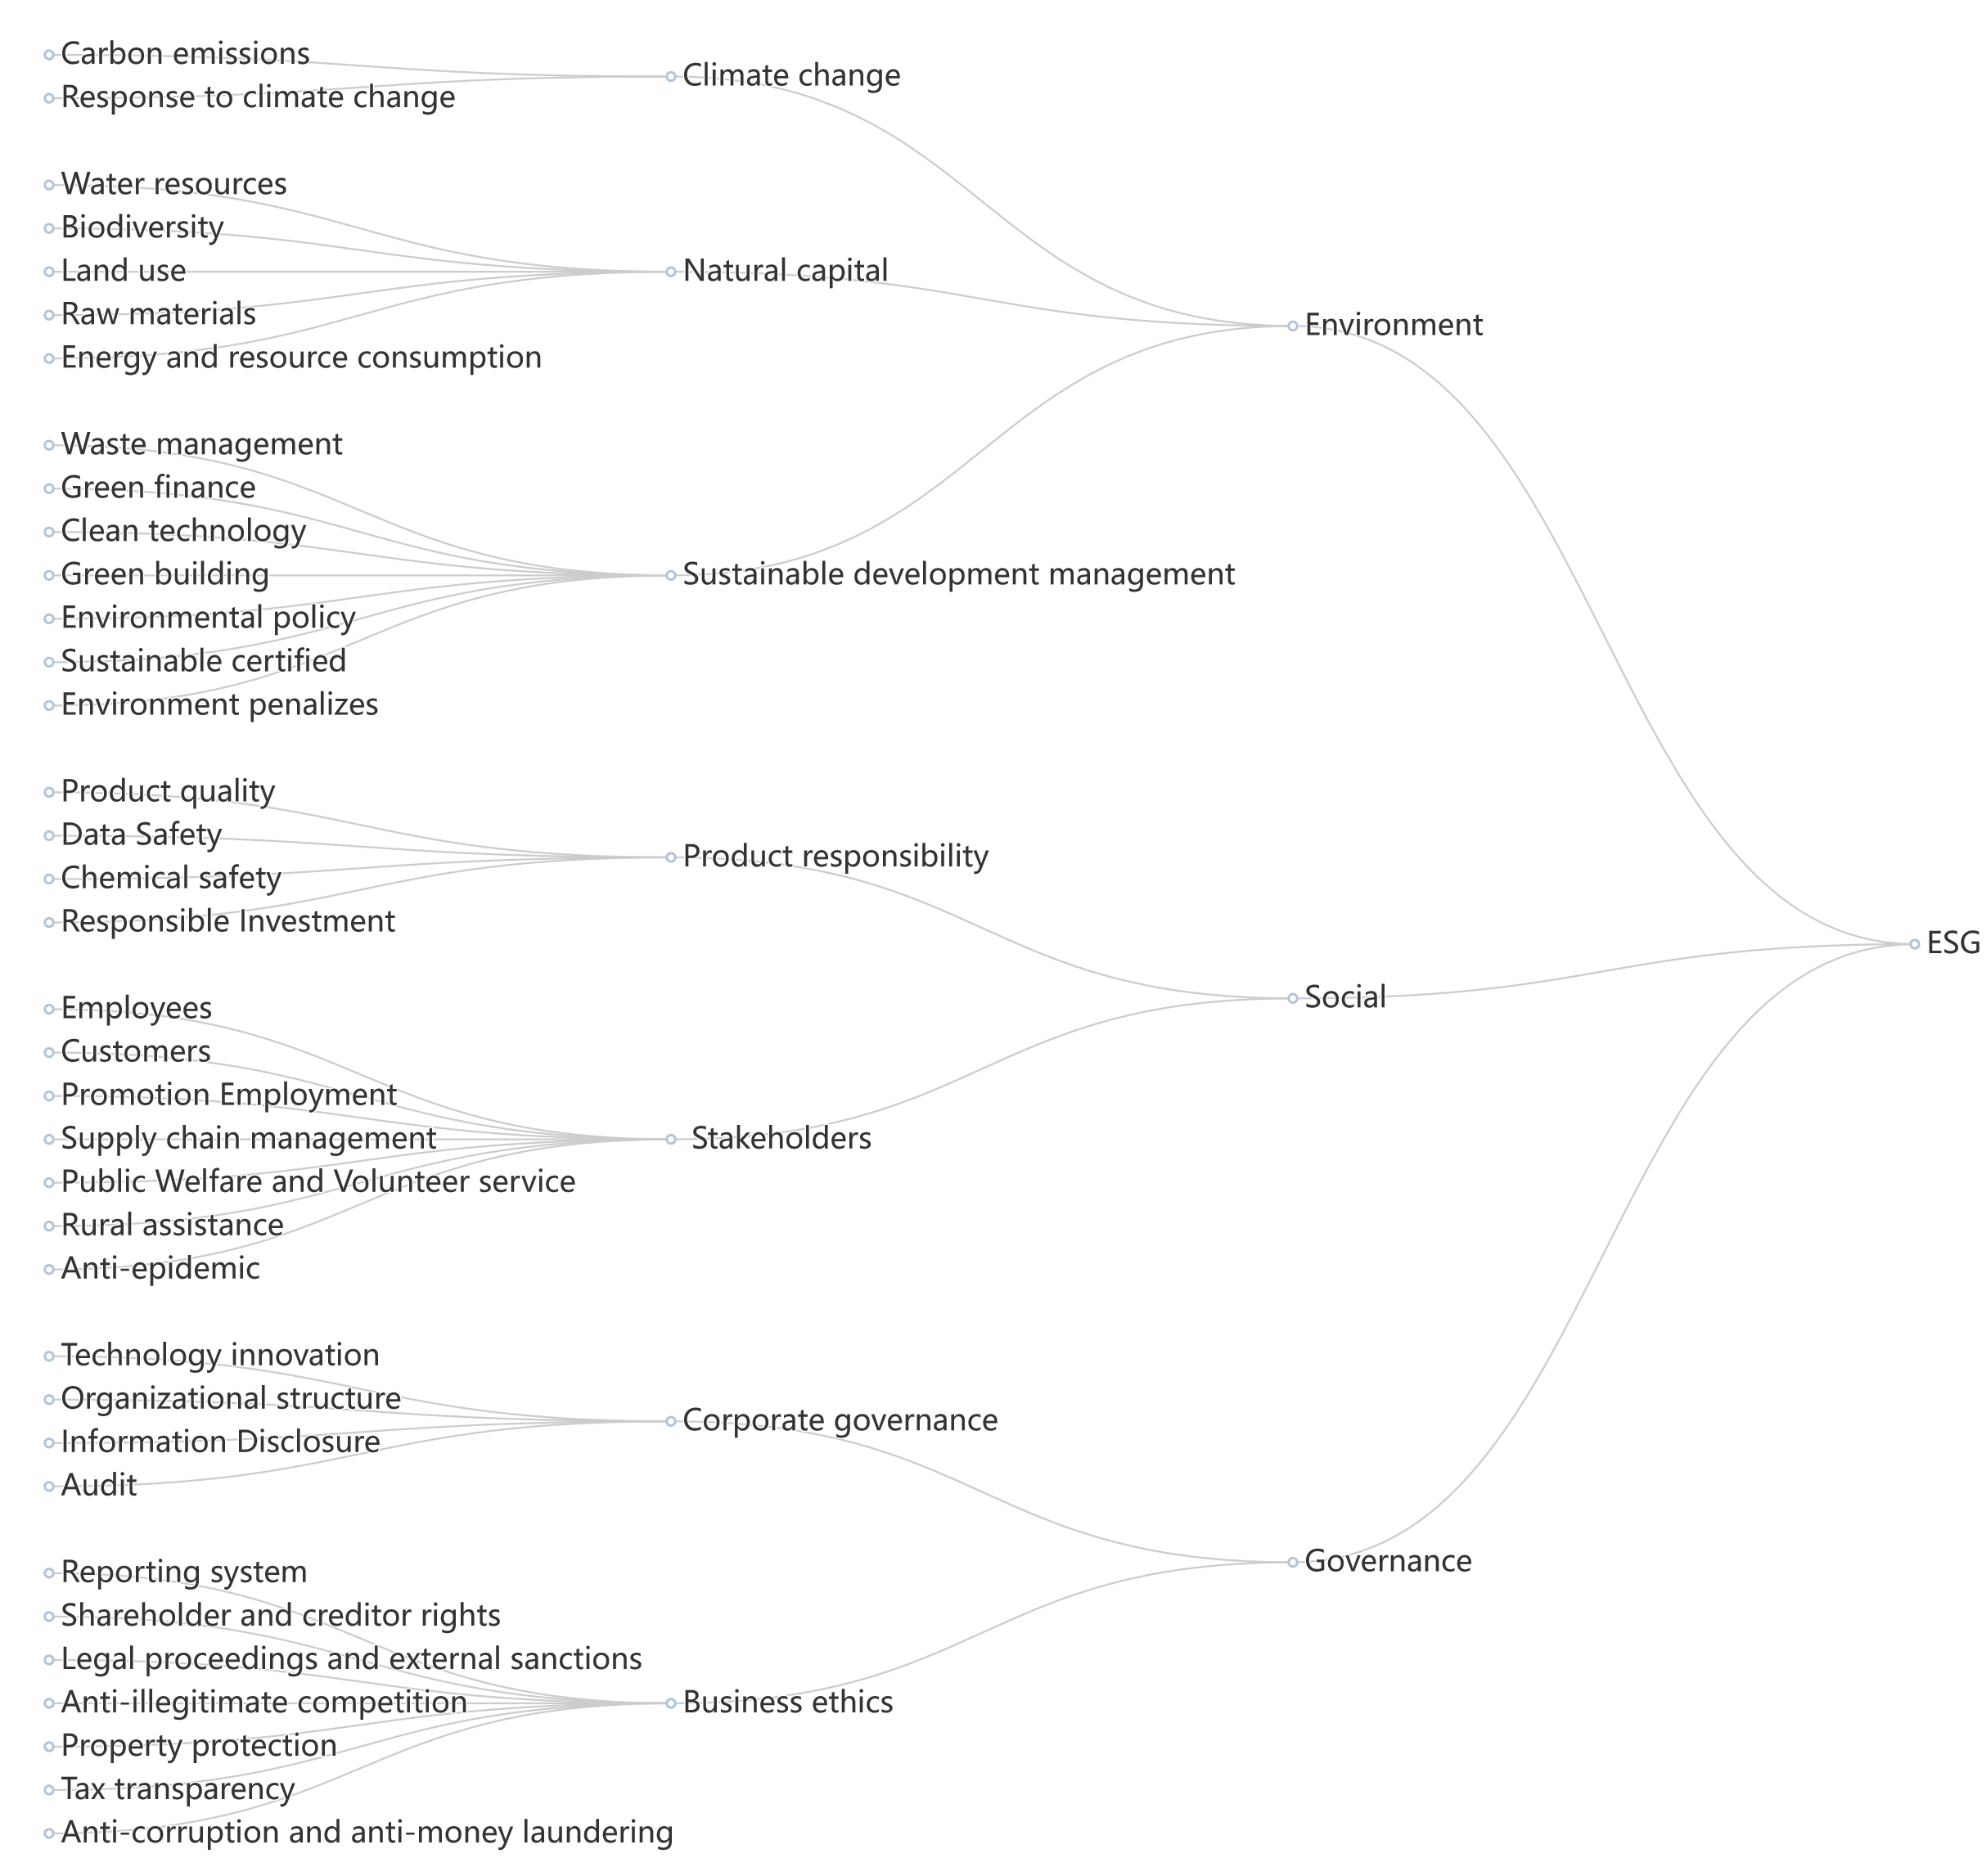 Carbon emissions
Response to climate change
Climate change
Water resources
Biodiversity
Land use
Raw materials
Energy and resource consumption
Natural capital
Environment
Waste management
Green finance
Clean technology
Green building
Environmental policy
Sustainable certified
Environment penalizes
Sustainable development management
Product quality
Data Safety
Chemical safety
Responsible Investment
Product responsibility
ESG
Social
Employees
Customers
Promotion Employment
Supply chain management
Public Welfare and Volunteer service
Rural assistance
Anti-epidemic
Stakeholders
Technology innovation
Organizational structure
Information Disclosure
Audit
Corporate governance
Governance
Reporting system
Shareholder and creditor rights
Legal proceedings and external sanctions
Anti-illegitimate competition
Property protection
Tax transparency
Anti-corruption and anti-money laundering
Business ethics